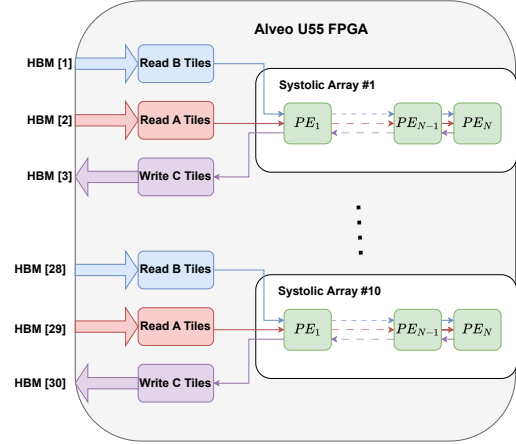 Alveo U55 FPGA
HBM [1]
Read B Tiles
Systolic Array #1
HBM [2]
Read A Tiles
PE1
PEN−1
PEN
HBM [3]
Write C Tiles
HBM [28]
Read B Tiles
Systolic Array #10
HBM [29]
Read A Tiles
PE1
PEN−1
PEN
HBM [30]
Write C Tiles